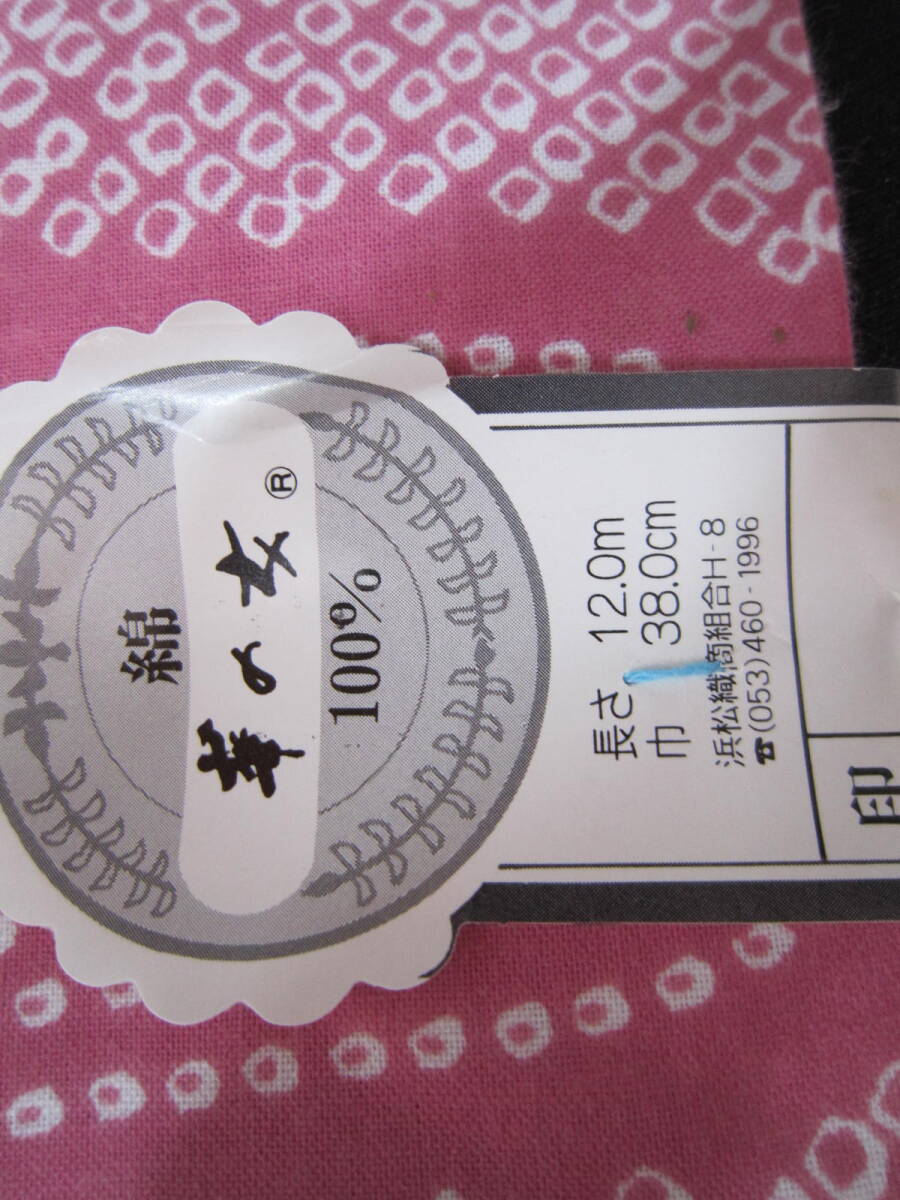 綿
華の衣®
100%
長さ 12.0m
巾 38.0cm
浜松織商組合H-8
☎(053)460-1996
印